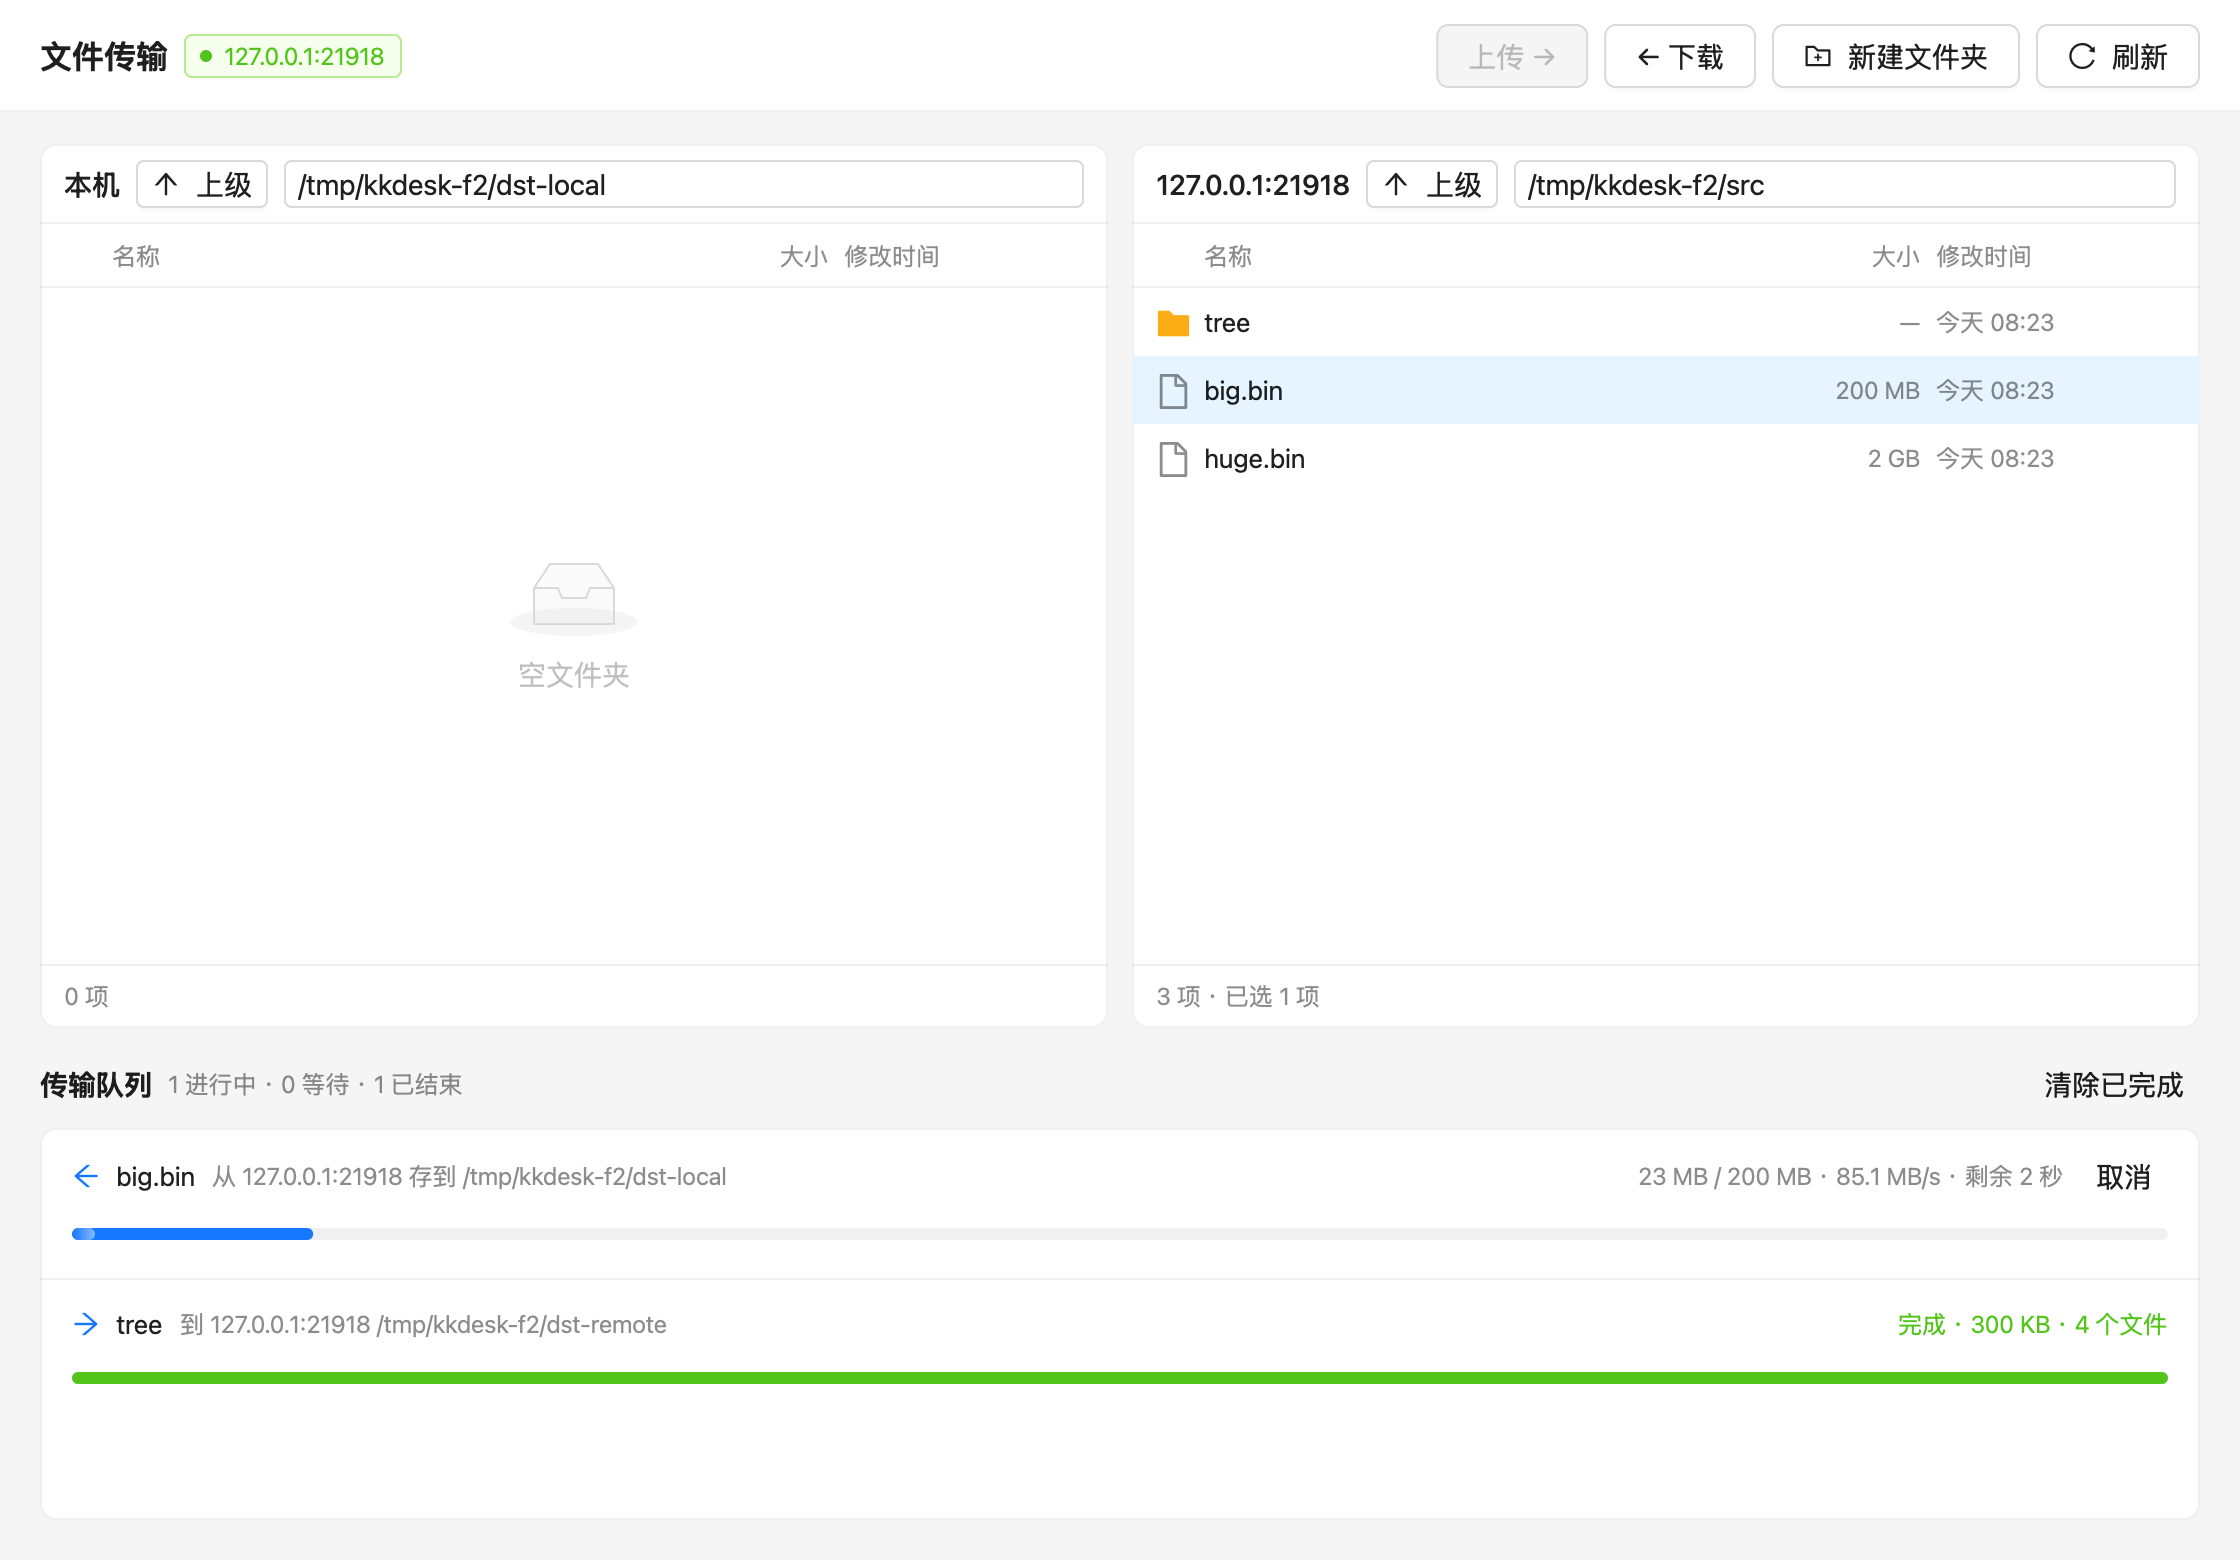 文件传输 127.0.0.1:21918 上传 → ← 下载 新建文件夹 刷新
本机 ↑ 上级 /tmp/kkdesk-f2/dst-local
名称 大小 修改时间
空文件夹
0 项
127.0.0.1:21918 ↑ 上级 /tmp/kkdesk-f2/src
名称 大小 修改时间
tree — 今天 08:23
big.bin 200 MB 今天 08:23
huge.bin 2 GB 今天 08:23
3 项 · 已选 1 项
传输队列 1 进行中 · 0 等待 · 1 已结束 清除已完成
← big.bin 从 127.0.0.1:21918 存到 /tmp/kkdesk-f2/dst-local 23 MB / 200 MB · 85.1 MB/s · 剩余 2 秒 取消
→ tree 到 127.0.0.1:21918 /tmp/kkdesk-f2/dst-remote 完成 · 300 KB · 4 个文件